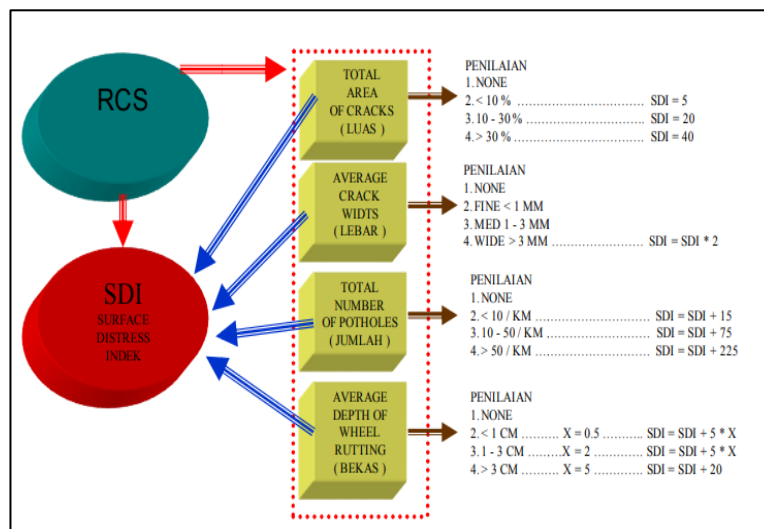 RCS
SDI
SURFACE
DISTRESS
INDEK
TOTAL
AREA
OF CRACKS
( LUAS )
PENILAIAN
1.NONE
2.< 10 % ................................ SDI = 5
3.10 - 30 % ............................. SDI = 20
4.> 30 % ................................ SDI = 40
AVERAGE
CRACK
WIDTS
( LEBAR )
PENILAIAN
1.NONE
2.FINE < 1 MM
3.MED 1 - 3 MM
4.WIDE > 3 MM ........................ SDI = SDI * 2
TOTAL
NUMBER
OF POTHOLES
( JUMLAH )
PENILAIAN
1.NONE
2.< 10 / KM ............................. SDI = SDI + 15
3.10 - 50 / KM .......................... SDI = SDI + 75
4.> 50 / KM ............................. SDI = SDI + 225
AVERAGE
DEPTH OF
WHEEL
RUTTING
( BEKAS )
PENILAIAN
1.NONE
2.< 1 CM .......... X = 0.5 ........... SDI = SDI + 5 * X
3.1 - 3 CM ......... X = 2 ............. SDI = SDI + 5 * X
4.> 3 CM .......... X = 5 ............. SDI = SDI + 20